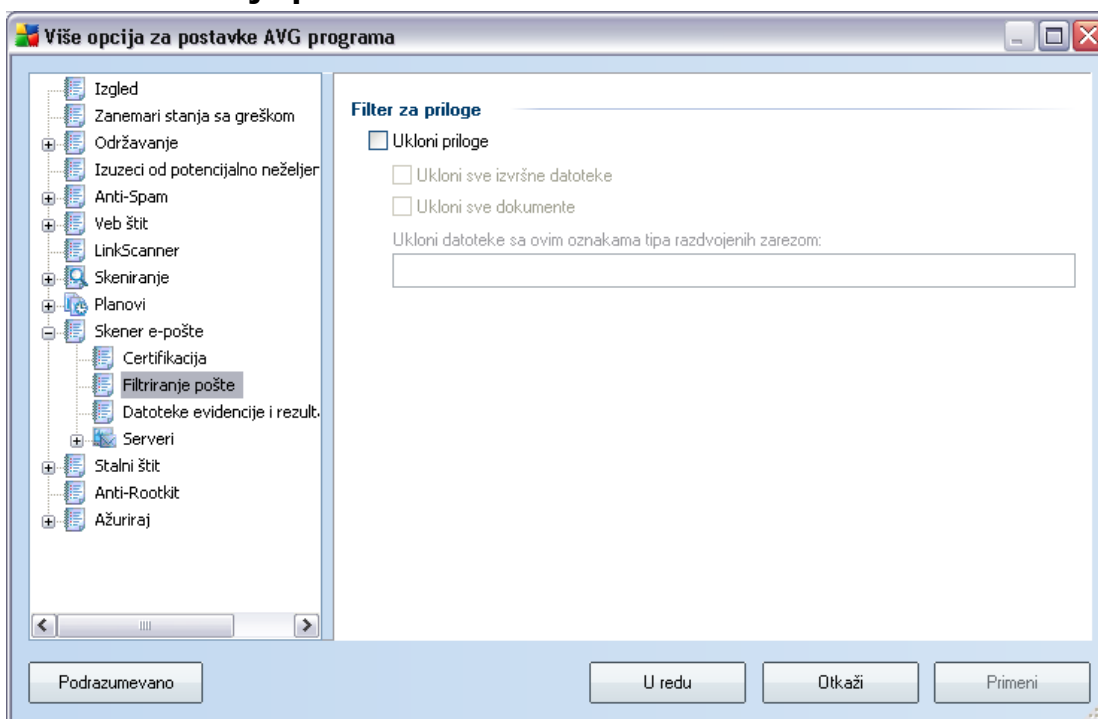 Više opcija za postavke AVG programa
Izgled
Zanemari stanja sa greškom
Održavanje
Izuzeci od potencijalno neželjer
Anti-Spam
Veb štit
LinkScanner
Skeniranje
Planovi
Skener e-pošte
Certifikacija
Filtriranje pošte
Datoteke evidencije i rezult
Serveri
Stalni štit
Anti-Rootkit
Ažuriraj
Filter za priloge
Ukloni priloge
Ukloni sve izvršne datoteke
Ukloni sve dokumente
Ukloni datoteke sa ovim oznakama tipa razdvojenih zarezom:
Podrazumevano
U redu
Otkaži
Primeni